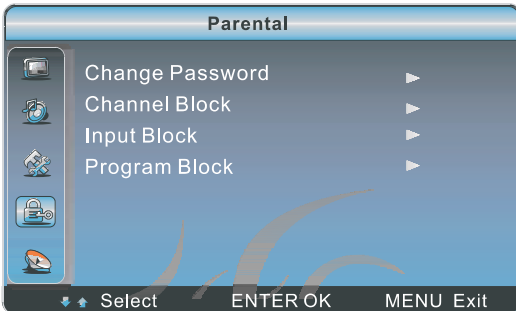 Parental
Change Password
Channel Block
Input Block
Program Block
Select ENTER OK MENU Exit